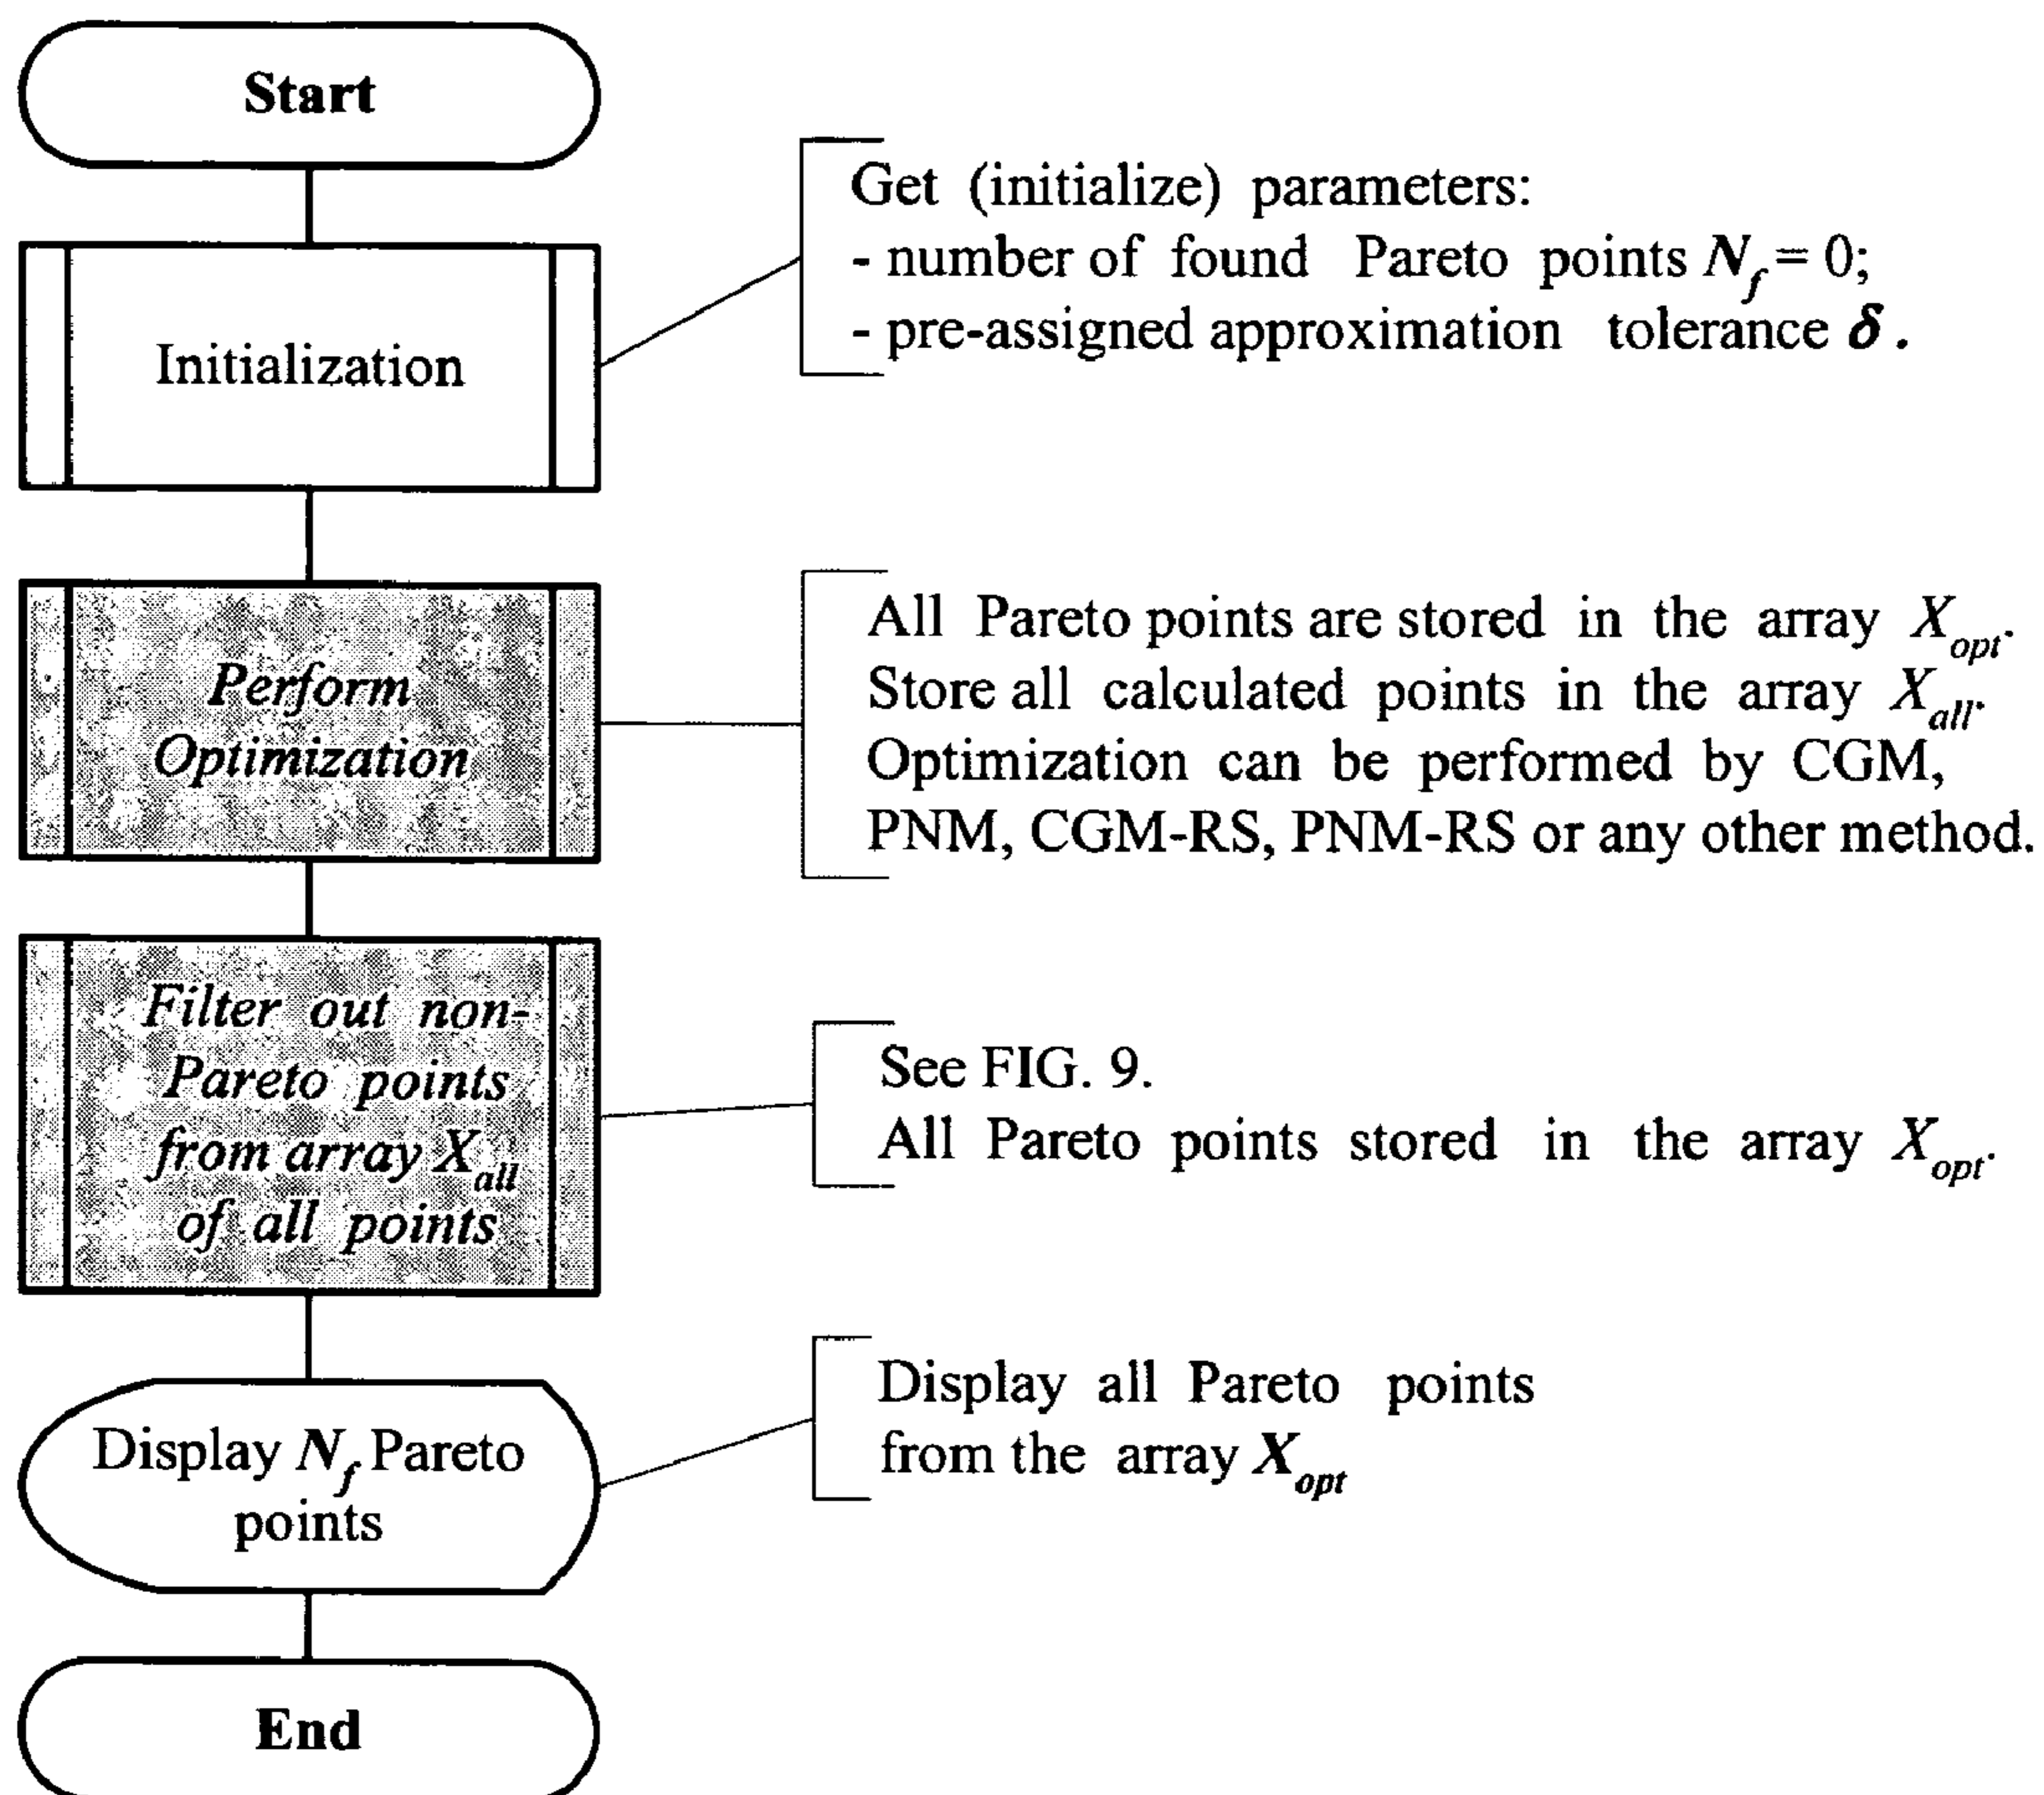 Start
Initialization
Get (initialize) parameters:
- number of found Pareto points N_f = 0;
- pre-assigned approximation tolerance δ.
Perform
Optimization
All Pareto points are stored in the array X_opt.
Store all calculated points in the array X_all.
Optimization can be performed by CGM,
PNM, CGM-RS, PNM-RS or any other method.
Filter out non-
Pareto points
from array X_all
of all points
See FIG. 9.
All Pareto points stored in the array X_opt.
Display N_f Pareto
points
Display all Pareto points
from the array X_opt
End